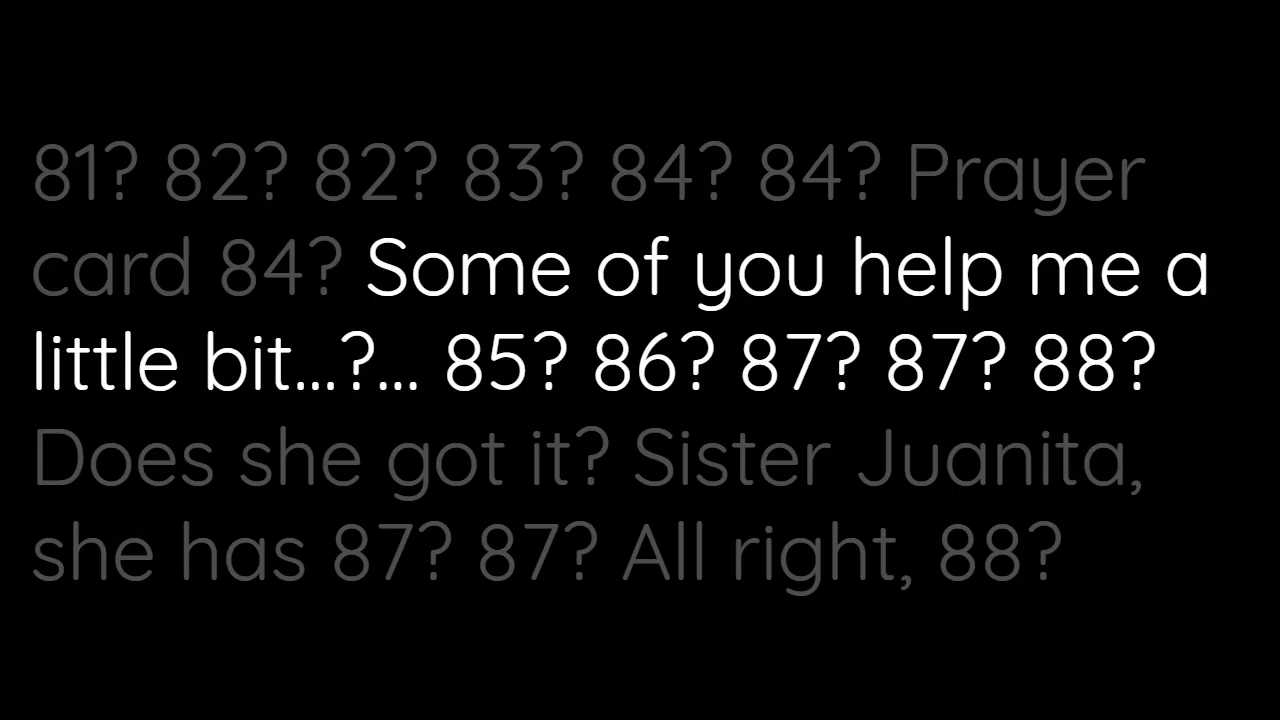 81? 82? 82? 83? 84? 84? Prayer
card 84? Some of you help me a
little bit...?... 85? 86? 87? 87? 88?
Does she got it? Sister Juanita,
she has 87? 87? All right, 88?